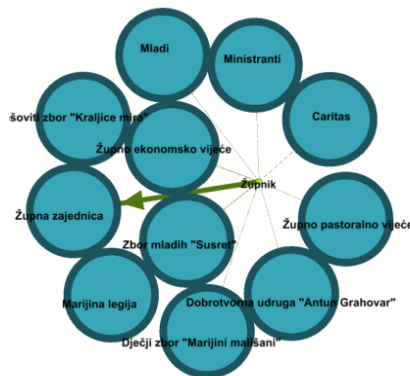 Mladi
Ministranti
šoviti zbor "Kraljice mira"
Caritas
Župno ekonomsko vijeće
Župnik
Župna zajednica
Župno pastoralno vijeće
Zbor mladih "Susret"
Marijina legija
Dobrotvorna udruga "Antun Grahovar"
Dječji zbor "Marijini mališani"